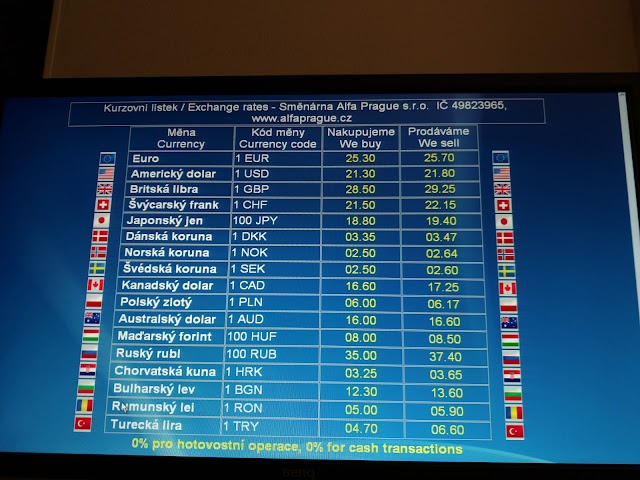 Kurzovní lístek / Exchange rates - Směnárna Alfa Prague s.r.o. IČ 49823965,
www.alfaprague.cz
Měna Kód měny Nakupujeme Prodáváme
Currency Currency code We buy We sell
Euro 1 EUR 25.30 25.70
Americký dolar 1 USD 21.30 21.80
Britská libra 1 GBP 28.50 29.25
Švýcarský frank 1 CHF 21.50 22.15
Japonský jen 100 JPY 18.80 19.40
Dánská koruna 1 DKK 03.35 03.47
Norská koruna 1 NOK 02.50 02.64
Švédská koruna 1 SEK 02.50 02.60
Kanadský dolar 1 CAD 16.60 17.25
Polský zlotý 1 PLN 06.00 06.17
Australský dolar 1 AUD 16.00 16.60
Maďarský forint 100 HUF 08.00 08.50
Ruský rubl 100 RUB 35.00 37.40
Chorvatská kuna 1 HRK 03.25 03.65
Bulharský lev 1 BGN 12.30 13.60
Rumunský lei 1 RON 05.00 05.90
Turecká lira 1 TRY 04.70 06.60
0% pro hotovostní operace, 0% for cash transactions
BenQ